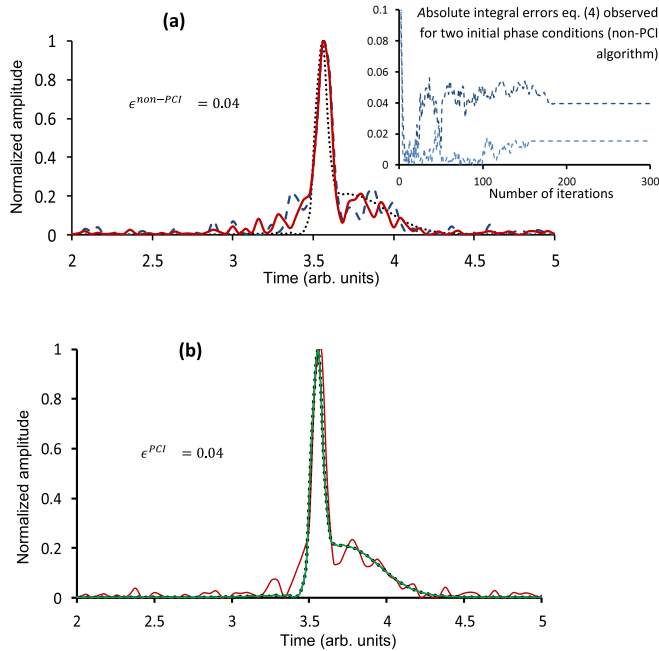 (a)
Absolute integral errors eq. (4) observed
for two initial phase conditions (non-PCI
algorithm)
0.1
0.08
0.06
0.04
0.02
0
0 100 200 300
Number of iterations
Normalized amplitude
1
0.8
0.6
0.4
0.2
0
ϵ^{non−PCI} = 0.04
2 2.5 3 3.5 4 4.5 5
Time (arb. units)
(b)
Normalized amplitude
1
0.8
0.6
0.4
0.2
0
ϵ^{PCI} = 0.04
2 2.5 3 3.5 4 4.5 5
Time (arb. units)